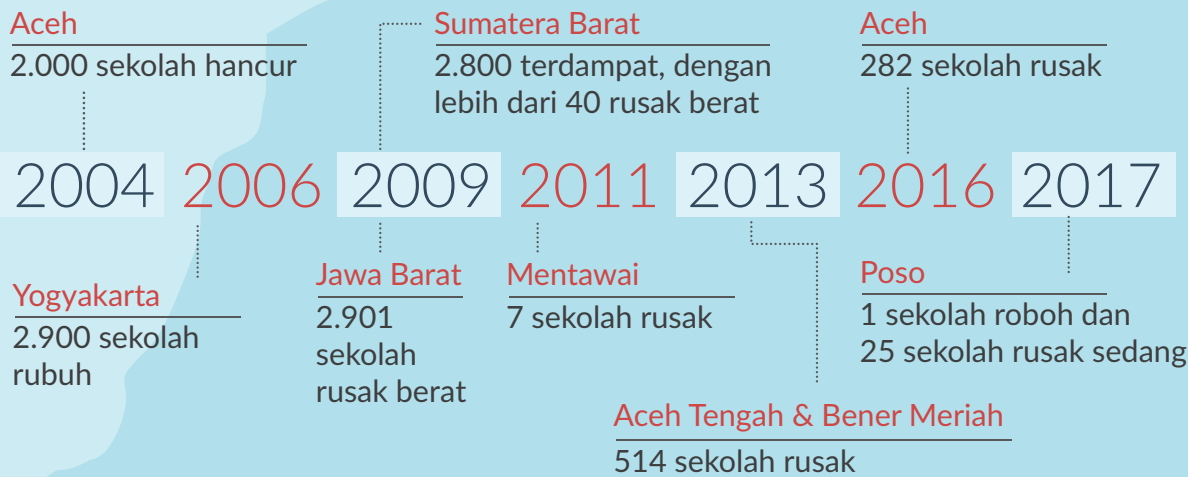 Aceh
2.000 sekolah hancur
Sumatera Barat
2.800 terdampat, dengan
lebih dari 40 rusak berat
Aceh
282 sekolah rusak
2004 2006 2009 2011 2013 2016 2017
Yogyakarta
2.900 sekolah
rubuh
Jawa Barat
2.901
sekolah
rusak berat
Mentawai
7 sekolah rusak
Poso
1 sekolah roboh dan
25 sekolah rusak sedang
Aceh Tengah & Bener Meriah
514 sekolah rusak